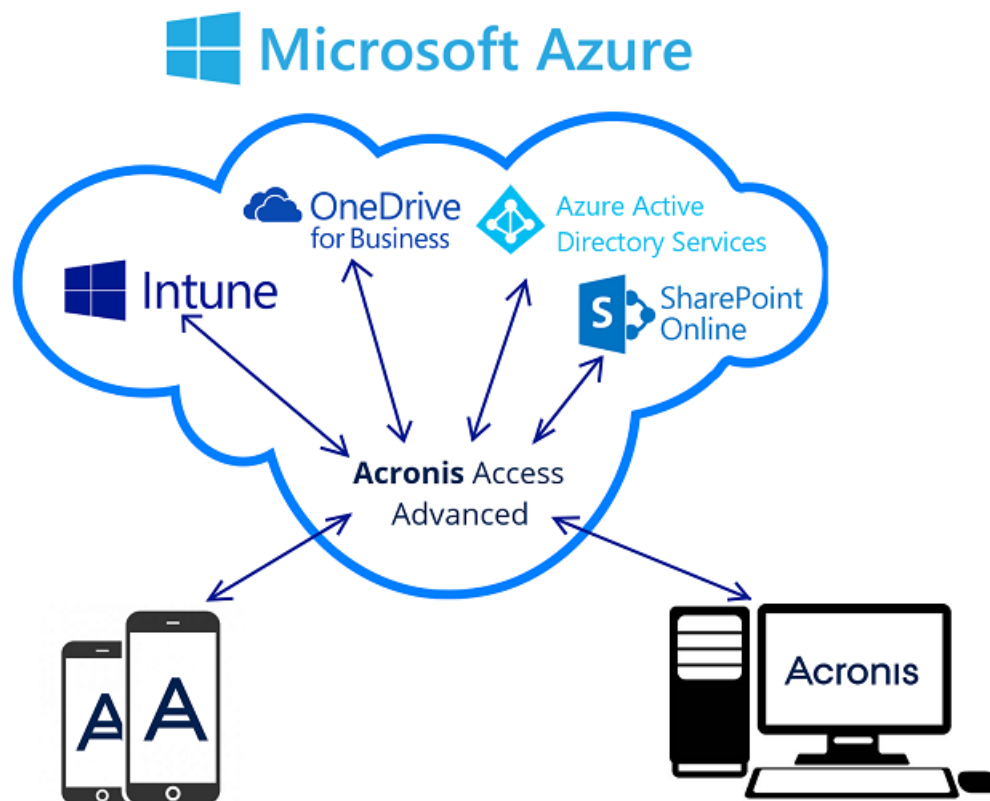 Microsoft Azure
OneDrive
for Business
Azure Active
Directory Services
Intune
S
SharePoint
Online
Acronis Access
Advanced
A
A
Acronis